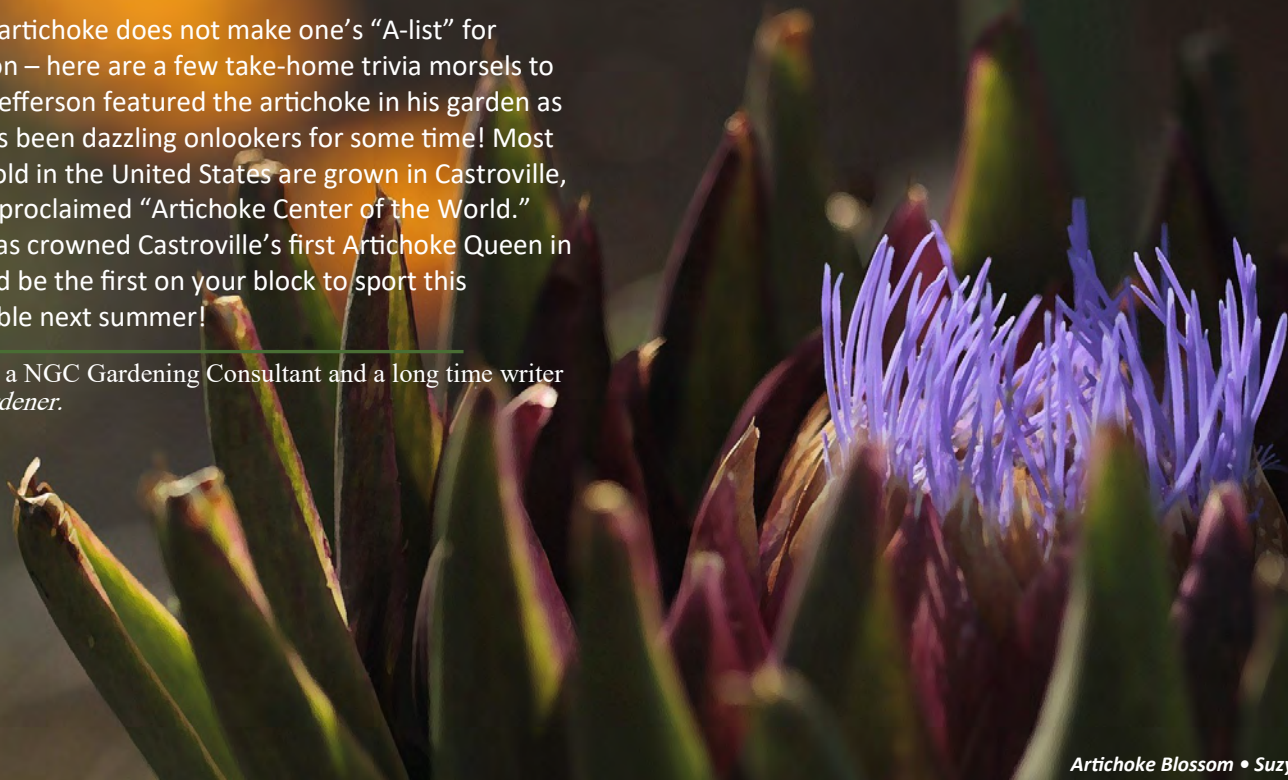 artichoke does not make one's “A-list” for
on – here are a few take-home trivia morsels to
efferson featured the artichoke in his garden as
s been dazzling onlookers for some time! Most
old in the United States are grown in Castroville,
proclaimed “Artichoke Center of the World.”
as crowned Castroville's first Artichoke Queen in
d be the first on your block to sport this
ble next summer!
a NGC Gardening Consultant and a long time writer
dener.
Artichoke Blossom • Suzy